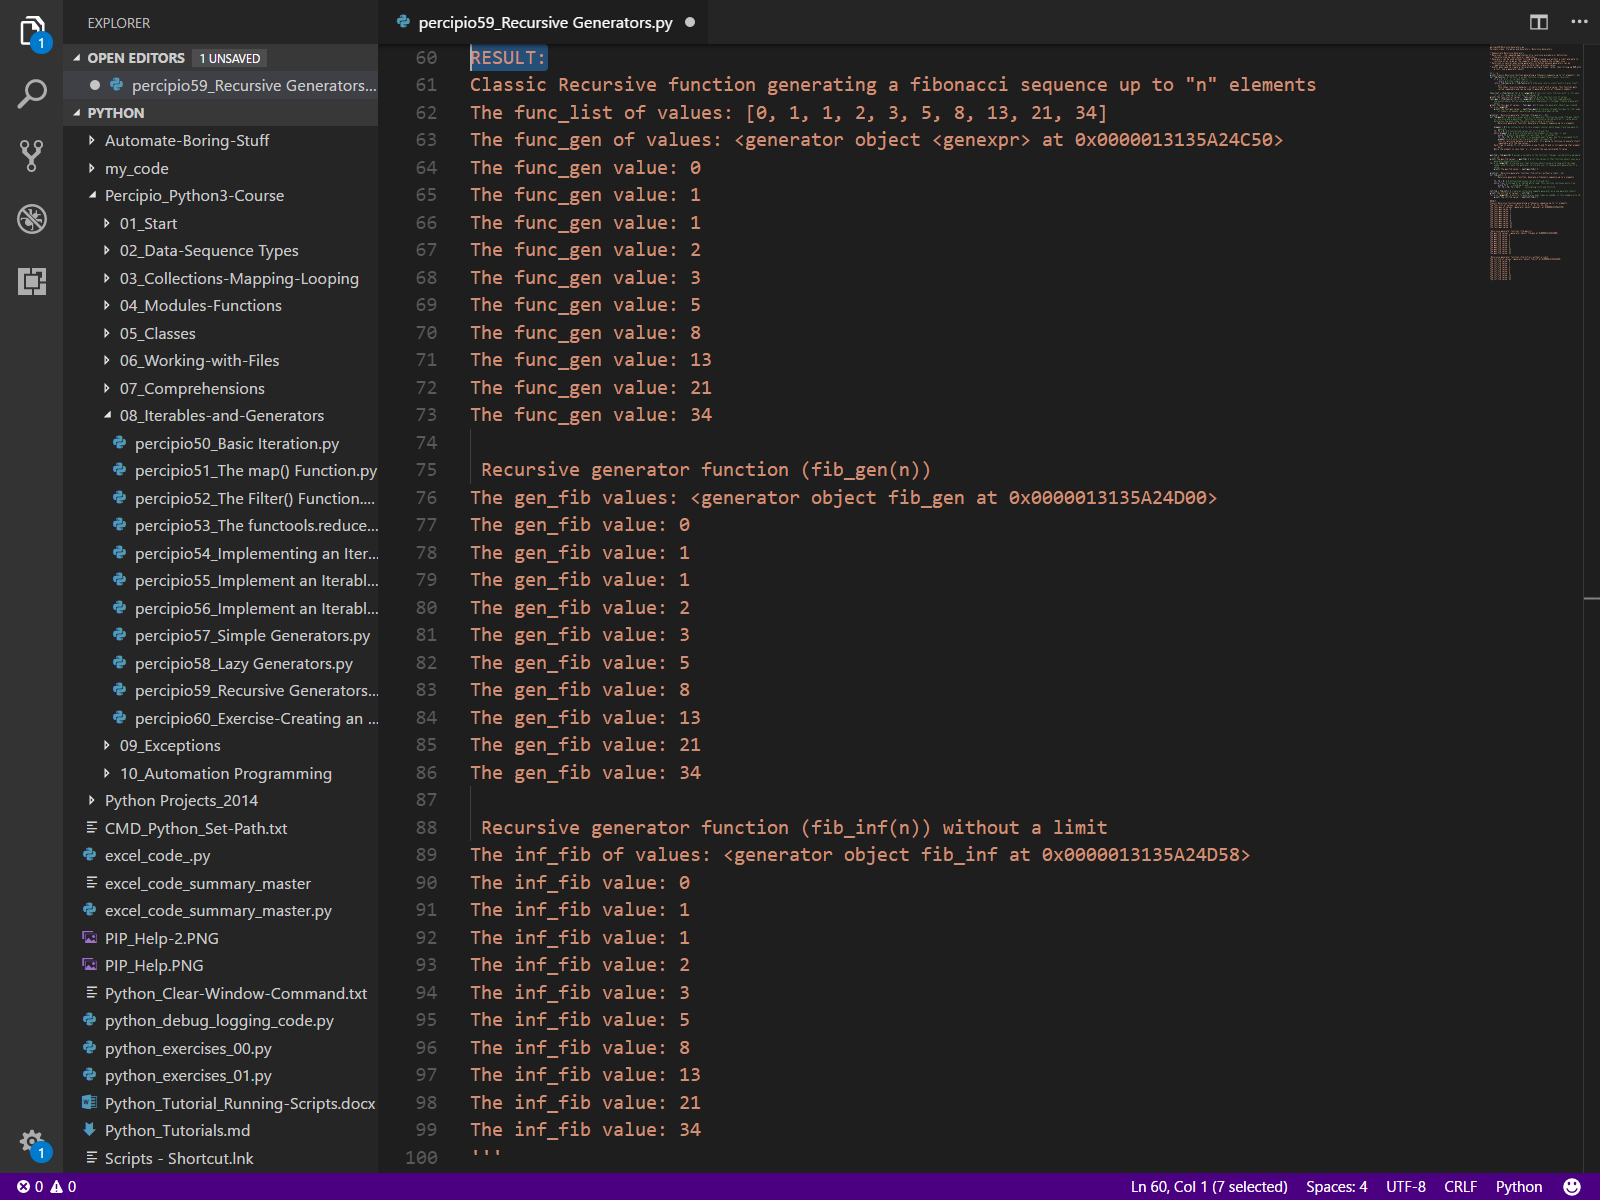 EXPLORER
OPEN EDITORS 1 UNSAVED
percipio59_Recursive Generators...
PYTHON
Automate-Boring-Stuff
my_code
Percipio_Python3-Course
01_Start
02_Data-Sequence Types
03_Collections-Mapping-Looping
04_Modules-Functions
05_Classes
06_Working-with-Files
07_Comprehensions
08_Iterables-and-Generators
percipio50_Basic Iteration.py
percipio51_The map() Function.py
percipio52_The Filter() Function....
percipio53_The functools.reduce...
percipio54_Implementing an Iter...
percipio55_Implement an Iterabl...
percipio56_Implement an Iterabl...
percipio57_Simple Generators.py
percipio58_Lazy Generators.py
percipio59_Recursive Generators...
percipio60_Exercise-Creating an ...
09_Exceptions
10_Automation Programming
Python Projects_2014
CMD_Python_Set-Path.txt
excel_code_.py
excel_code_summary_master
excel_code_summary_master.py
PIP_Help-2.PNG
PIP_Help.PNG
Python_Clear-Window-Command.txt
python_debug_logging_code.py
python_exercises_00.py
python_exercises_01.py
Python_Tutorial_Running-Scripts.docx
Python_Tutorials.md
Scripts - Shortcut.lnk
1
1
percipio59_Recursive Generators.py
60 RESULT:
61 Classic Recursive function generating a fibonacci sequence up to "n" elements
62 The func_list of values: [0, 1, 1, 2, 3, 5, 8, 13, 21, 34]
63 The func_gen of values: <generator object <genexpr> at 0x0000013135A24C50>
64 The func_gen value: 0
65 The func_gen value: 1
66 The func_gen value: 1
67 The func_gen value: 2
68 The func_gen value: 3
69 The func_gen value: 5
70 The func_gen value: 8
71 The func_gen value: 13
72 The func_gen value: 21
73 The func_gen value: 34
74
75 Recursive generator function (fib_gen(n))
76 The gen_fib values: <generator object fib_gen at 0x0000013135A24D00>
77 The gen_fib value: 0
78 The gen_fib value: 1
79 The gen_fib value: 1
80 The gen_fib value: 2
81 The gen_fib value: 3
82 The gen_fib value: 5
83 The gen_fib value: 8
84 The gen_fib value: 13
85 The gen_fib value: 21
86 The gen_fib value: 34
87
88 Recursive generator function (fib_inf(n)) without a limit
89 The inf_fib of values: <generator object fib_inf at 0x0000013135A24D58>
90 The inf_fib value: 0
91 The inf_fib value: 1
92 The inf_fib value: 1
93 The inf_fib value: 2
94 The inf_fib value: 3
95 The inf_fib value: 5
96 The inf_fib value: 8
97 The inf_fib value: 13
98 The inf_fib value: 21
99 The inf_fib value: 34
100 '''
0 0 Ln 60, Col 1 (7 selected) Spaces: 4 UTF-8 CRLF Python